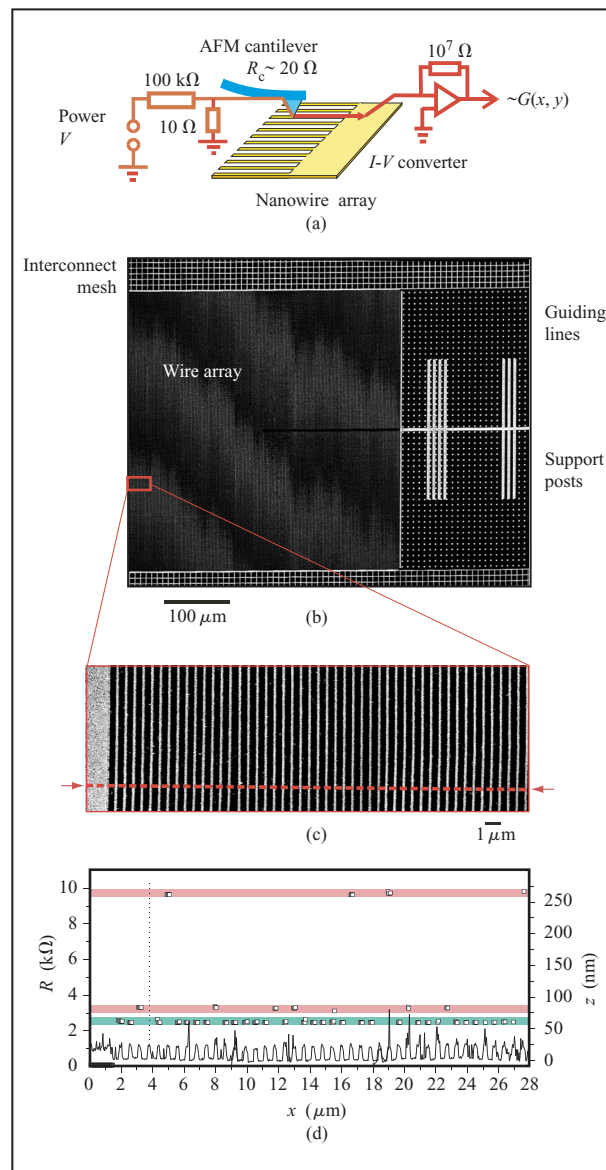 AFM cantilever
R_c ~ 20 Ω
10^7 Ω
100 kΩ
Power
V
10 Ω
~G(x, y)
I-V converter
Nanowire array
(a)
Interconnect
mesh
Guiding
lines
Wire array
Support
posts
100 μm
(b)
1 μm
(c)
10
8
6
4
2
0
R (kΩ)
250
200
150
100
50
0
z (nm)
0 2 4 6 8 10 12 14 16 18 20 22 24 26 28
x (μm)
(d)